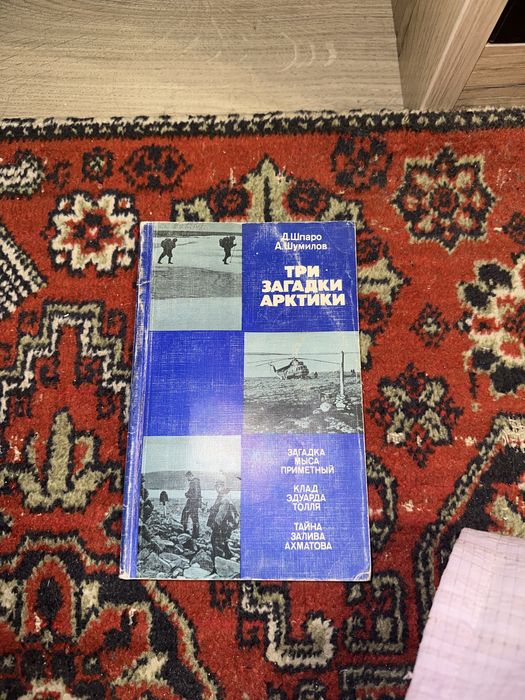 Д.Шпаро
А.Шумилов
ТРИ
ЗАГАДКИ
АРКТИКИ
ЗАГАДКА
МЫСА
ПРИМЕТНЫЙ
КЛАД
ЭДУАРДА
ТОЛЛЯ
ТАЙНА
ЗАЛИВА
АХМАТОВА